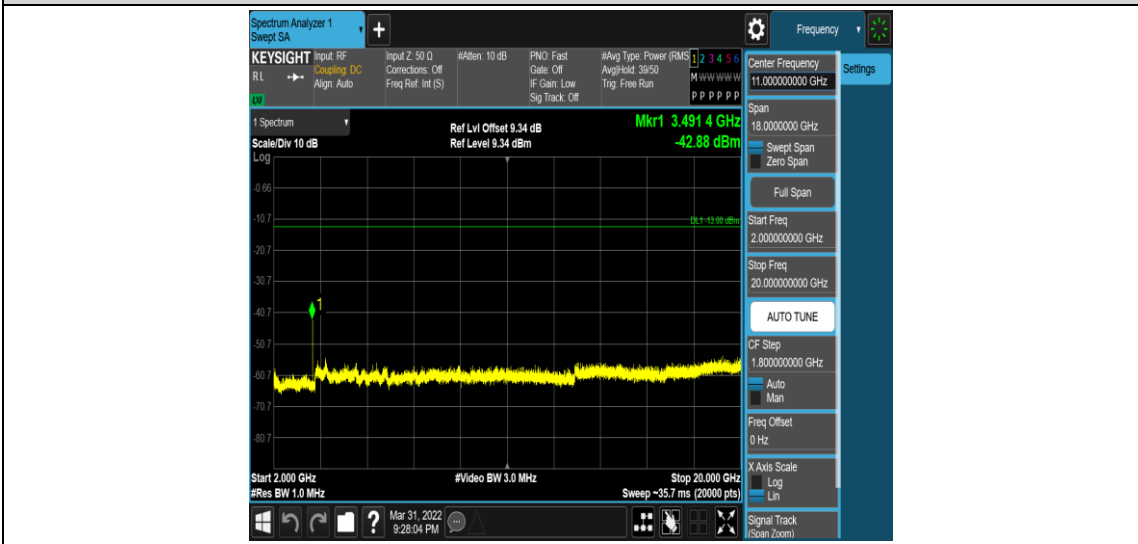 Spectrum Analyzer 1
Swept SA
+
Frequency
KEYSIGHT
RL
LXI
Input: RF
Coupling: DC
Align: Auto
Input Z: 50 Ω
Corrections: Off
Freq Ref: Int (S)
#Atten: 10 dB
PNO: Fast
Gate: Off
IF Gain: Low
Sig Track: Off
#Avg Type: Power (RMS
Avg|Hold: 39/50
Trig: Free Run
1 2 3 4 5 6
M W W W W W
P P P P P P
Center Frequency
11.000000000 GHz
Settings
1 Spectrum
Scale/Div 10 dB
Log
Ref Lvl Offset 9.34 dB
Ref Level 9.34 dBm
Mkr1 3.491 4 GHz
-42.88 dBm
Span
18.0000000 GHz
Swept Span
Zero Span
Full Span
Start Freq
2.000000000 GHz
Stop Freq
20.000000000 GHz
AUTO TUNE
CF Step
1.800000000 GHz
Auto
Man
Freq Offset
0 Hz
X Axis Scale
Log
Lin
Signal Track
(Span Zoom)
-0.66
-10.7
DL1 -13.00 dBm
-20.7
-30.7
-40.7
1
-50.7
-60.7
-70.7
-80.7
Start 2.000 GHz
#Res BW 1.0 MHz
#Video BW 3.0 MHz
Stop 20.000 GHz
Sweep ~35.7 ms (20000 pts)
?
Mar 31, 2022
9:28:04 PM